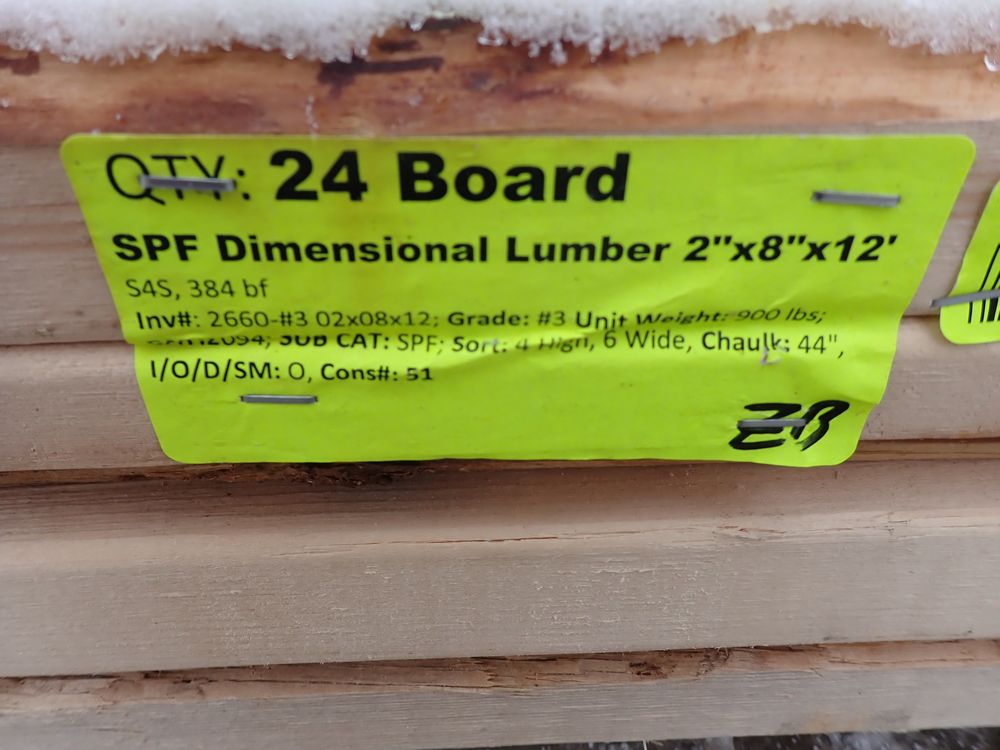 QTY: 24 Board
SPF Dimensional Lumber 2"x8"x12'
S4S, 384 bf
Inv#: 2660-#3 02x08x12; Grade: #3 Unit Weight: 900 lbs;
SUB CAT: SPF; Sort: 4 High, 6 Wide, Chaulk: 44",
I/O/D/SM: O, Cons#: 51
ZB